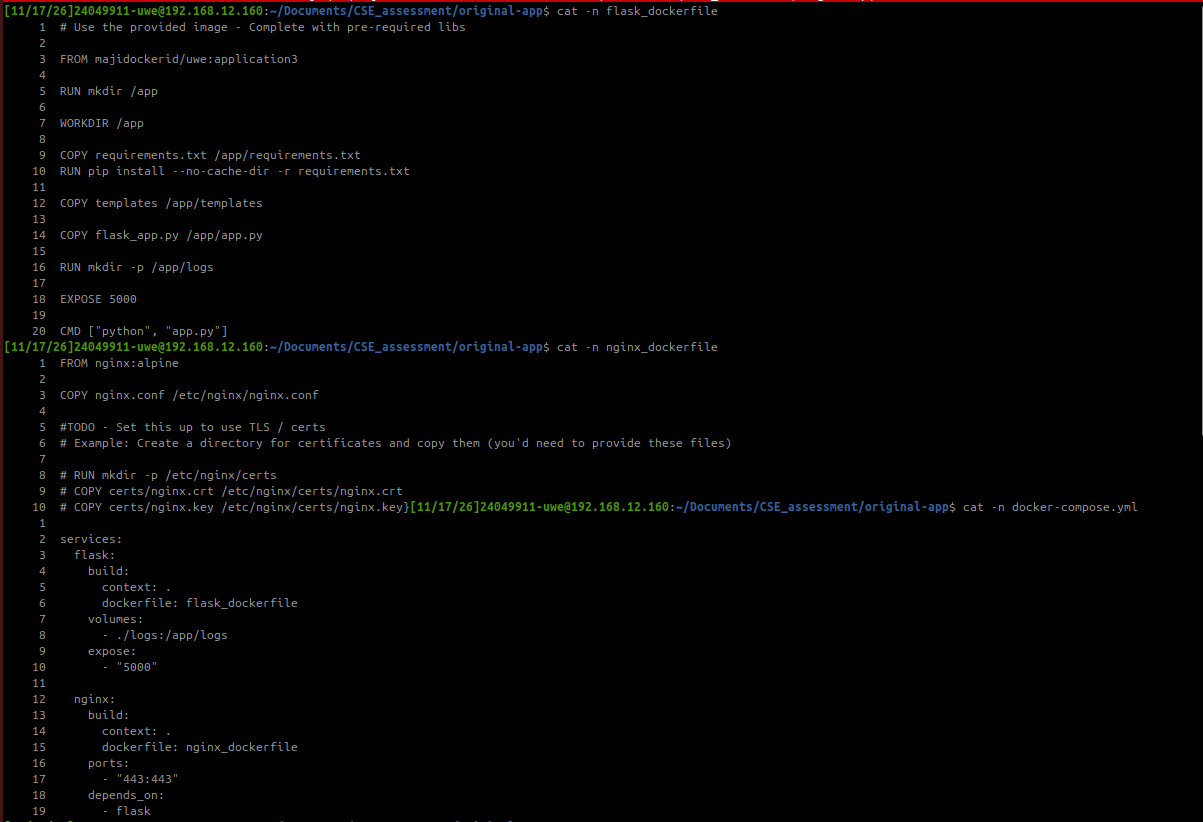 [11/17/26]24049911-uwe@192.168.12.160:~/Documents/CSE_assessment/original-app$ cat -n flask_dockerfile
     1  # Use the provided image - Complete with pre-required libs
     2
     3  FROM majidockerid/uwe:application3
     4
     5  RUN mkdir /app
     6
     7  WORKDIR /app
     8
     9  COPY requirements.txt /app/requirements.txt
    10  RUN pip install --no-cache-dir -r requirements.txt
    11
    12  COPY templates /app/templates
    13
    14  COPY flask_app.py /app/app.py
    15
    16  RUN mkdir -p /app/logs
    17
    18  EXPOSE 5000
    19
    20  CMD ["python", "app.py"]
[11/17/26]24049911-uwe@192.168.12.160:~/Documents/CSE_assessment/original-app$ cat -n nginx_dockerfile
     1  FROM nginx:alpine
     2
     3  COPY nginx.conf /etc/nginx/nginx.conf
     4
     5  #TODO - Set this up to use TLS / certs
     6  # Example: Create a directory for certificates and copy them (you'd need to provide these files)
     7
     8  # RUN mkdir -p /etc/nginx/certs
     9  # COPY certs/nginx.crt /etc/nginx/certs/nginx.crt
    10  # COPY certs/nginx.key /etc/nginx/certs/nginx.key}[11/17/26]24049911-uwe@192.168.12.160:~/Documents/CSE_assessment/original-app$ cat -n docker-compose.yml
     1
     2  services:
     3    flask:
     4      build:
     5        context: .
     6        dockerfile: flask_dockerfile
     7      volumes:
     8        - ./logs:/app/logs
     9      expose:
    10        - "5000"
    11
    12    nginx:
    13      build:
    14        context: .
    15        dockerfile: nginx_dockerfile
    16      ports:
    17        - "443:443"
    18      depends_on:
    19        - flask